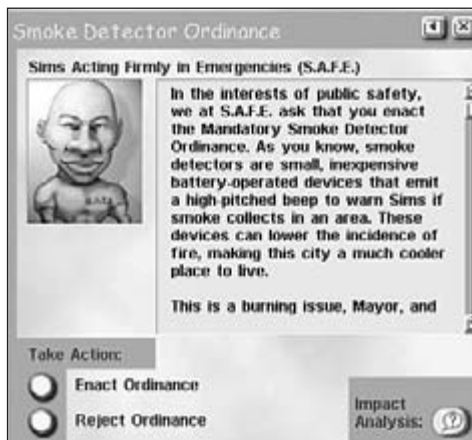 Smoke Detector Ordinance
Sims Acting Firmly in Emergencies (S.A.F.E.)
In the interests of public safety,
we at S.A.F.E. ask that you enact
the Mandatory Smoke Detector
Ordinance. As you know, smoke
detectors are small, inexpensive
battery-operated devices that emit
a high-pitched beep to warn Sims if
smoke collects in an area. These
devices can lower the incidence of
fire, making this city a much cooler
place to live.
This is a burning issue, Mayor, and
Take Action:
Enact Ordinance
Reject Ordinance
Impact
Analysis: